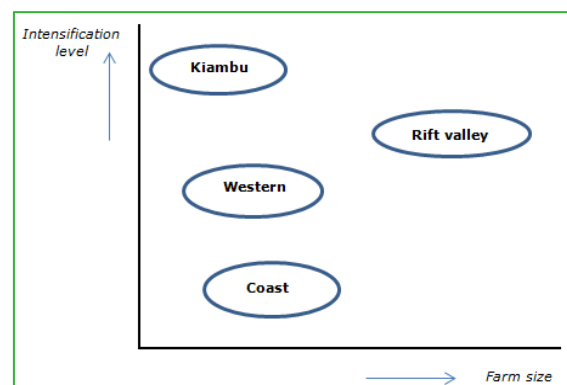 Intensification
level
Kiambu
Rift valley
Western
Coast
Farm size